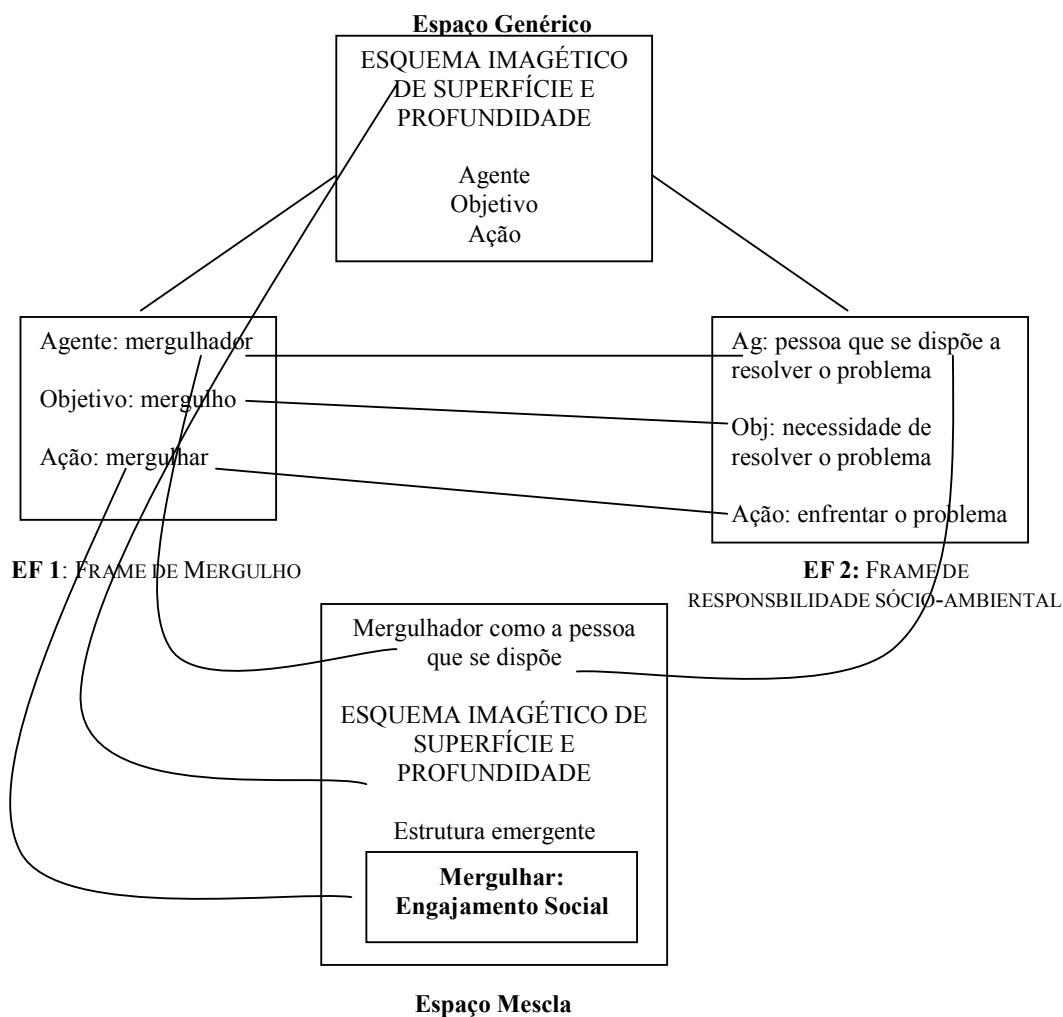 Espaço Genérico
ESQUEMA IMAGÉTICO
DE SUPERFÍCIE E
PROFUNDIDADE
Agente
Objetivo
Ação
Agente: mergulhador
Objetivo: mergulho
Ação: mergulhar
EF 1: FRAME DE MERGULHO
Ag: pessoa que se dispõe a
resolver o problema
Obj: necessidade de
resolver o problema
Ação: enfrentar o problema
EF 2: FRAME DE
RESPONSBILIDADE SÓCIO-AMBIENTAL
Mergulhador como a pessoa
que se dispõe
ESQUEMA IMAGÉTICO DE
SUPERFÍCIE E
PROFUNDIDADE
Estrutura emergente
Mergulhar:
Engajamento Social
Espaço Mescla